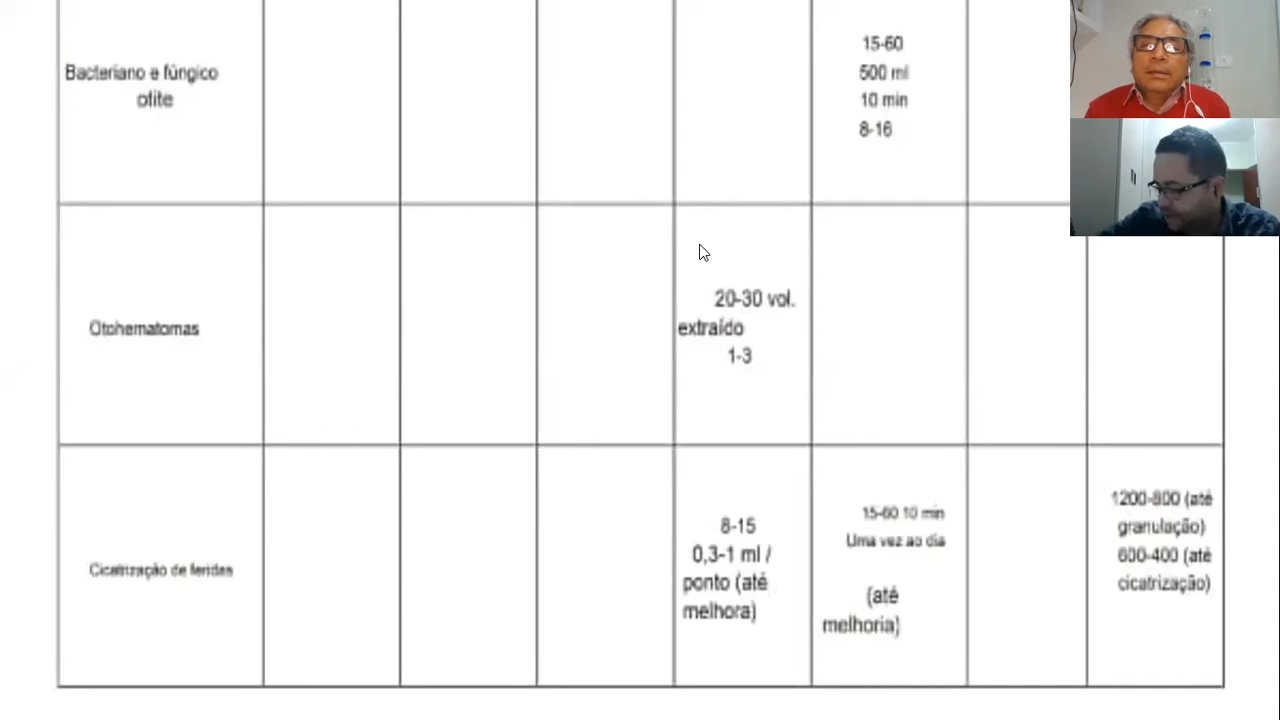 Bacteriano e fúngico
otite
15-60
500 ml
10 min
8-16
Otohematomas
20-30 vol.
extraído
1-3
Cicatrização de feridas
8-15
0,3-1 ml /
ponto (até
melhora)
15-60 10 min
Uma vez ao dia
(até
melhoria)
1200-800 (até
granulação)
600-400 (até
cicatrização)